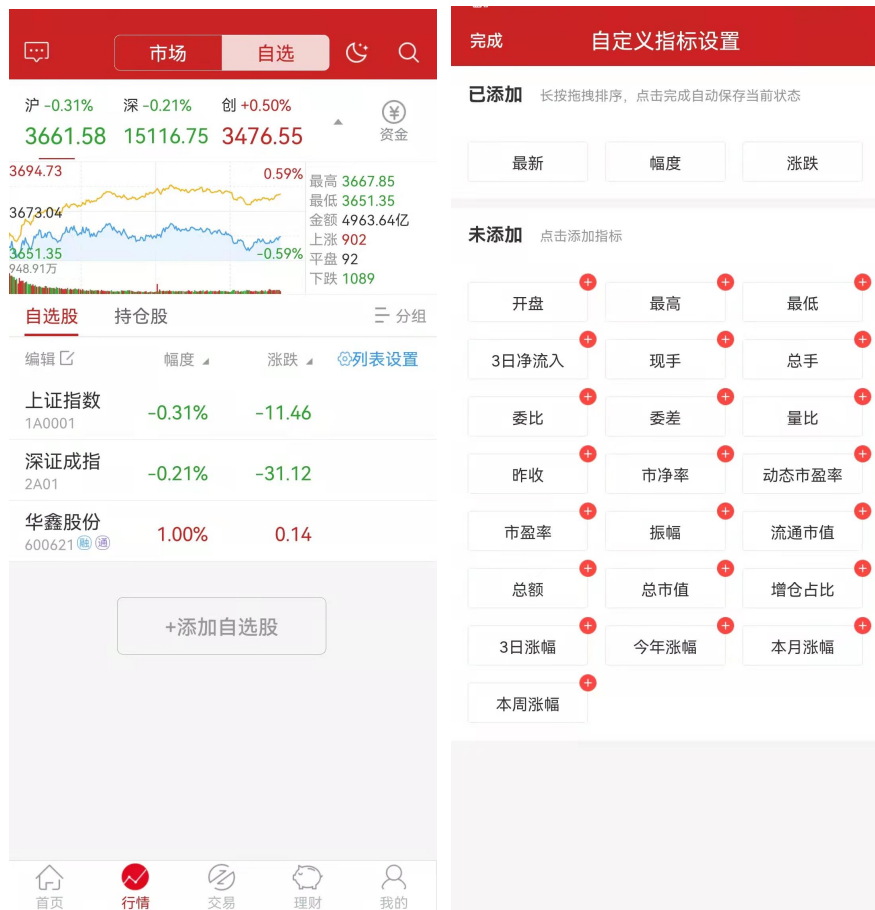 市场
自选
沪 -0.31% 深 -0.21% 创 +0.50%
3661.58 15116.75 3476.55
¥
资金
3694.73
0.59%
3673.04
3651.35
-0.59%
948.91万
最高 3667.85
最低 3651.35
金额 4963.64亿
上涨 902
平盘 92
下跌 1089
自选股 持仓股 分组
编辑 幅度 涨跌 列表设置
上证指数
1A0001
-0.31% -11.46
深证成指
2A01
-0.21% -31.12
华鑫股份
600621 融 通
1.00% 0.14
+添加自选股
首页 行情 交易 理财 我的
完成 自定义指标设置
已添加 长按拖拽排序，点击完成自动保存当前状态
最新 幅度 涨跌
未添加 点击添加指标
开盘 最高 最低
3日净流入 现手 总手
委比 委差 量比
昨收 市净率 动态市盈率
市盈率 振幅 流通市值
总额 总市值 增仓占比
3日涨幅 今年涨幅 本月涨幅
本周涨幅